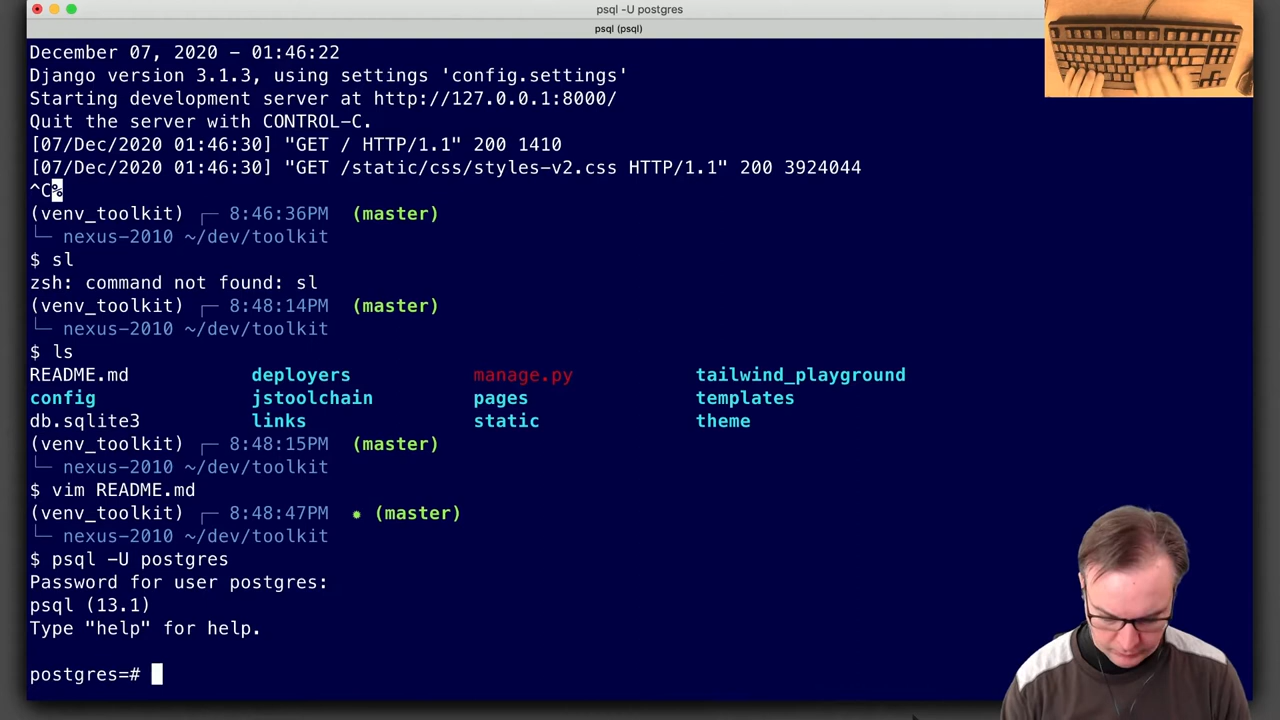 psql -U postgres
psql (psql)
December 07, 2020 - 01:46:22
Django version 3.1.3, using settings 'config.settings'
Starting development server at http://127.0.0.1:8000/
Quit the server with CONTROL-C.
[07/Dec/2020 01:46:30] "GET / HTTP/1.1" 200 1410
[07/Dec/2020 01:46:30] "GET /static/css/styles-v2.css HTTP/1.1" 200 3924044
^C%
(venv_toolkit) ┌─ 8:46:36PM  (master)
└─ nexus-2010 ~/dev/toolkit
$ sl
zsh: command not found: sl
(venv_toolkit) ┌─ 8:48:14PM  (master)
└─ nexus-2010 ~/dev/toolkit
$ ls
README.md deployers manage.py tailwind_playground
config jstoolchain pages templates
db.sqlite3 links static theme
(venv_toolkit) ┌─ 8:48:15PM  (master)
└─ nexus-2010 ~/dev/toolkit
$ vim README.md
(venv_toolkit) ┌─ 8:48:47PM  ✹ (master)
└─ nexus-2010 ~/dev/toolkit
$ psql -U postgres
Password for user postgres:
psql (13.1)
Type "help" for help.
postgres=#